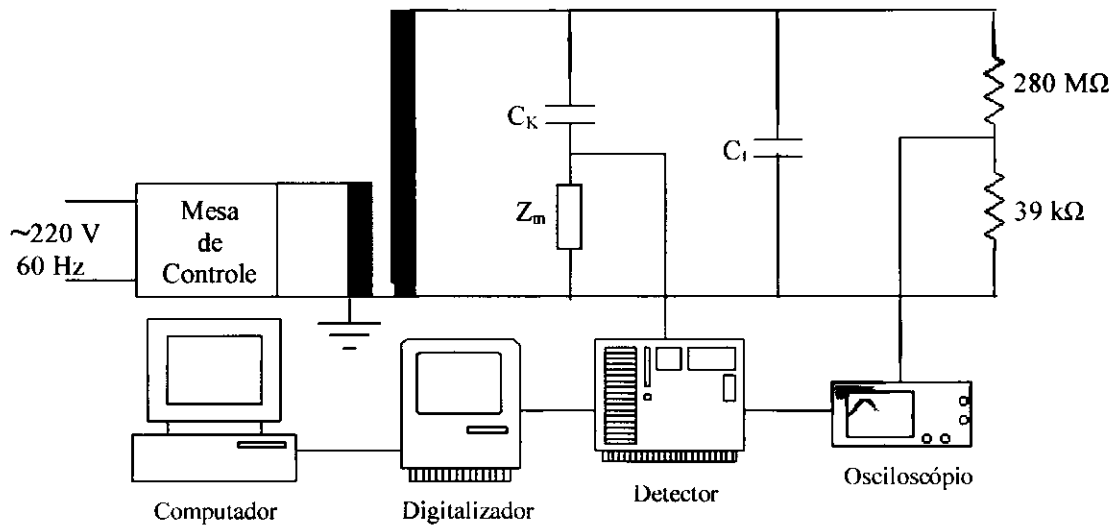 280 MΩ
C_K
C_t
Z_m
39 kΩ
Mesa
de
Controle
~220 V
60 Hz
Computador
Digitalizador
Detector
Osciloscópio